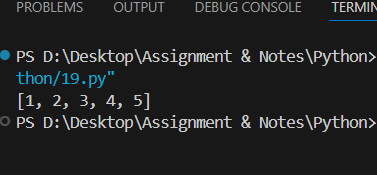 PROBLEMS OUTPUT DEBUG CONSOLE TERMI
PS D:\Desktop\Assignment & Notes\Python>
thon/19.py"
[1, 2, 3, 4, 5]
PS D:\Desktop\Assignment & Notes\Python>